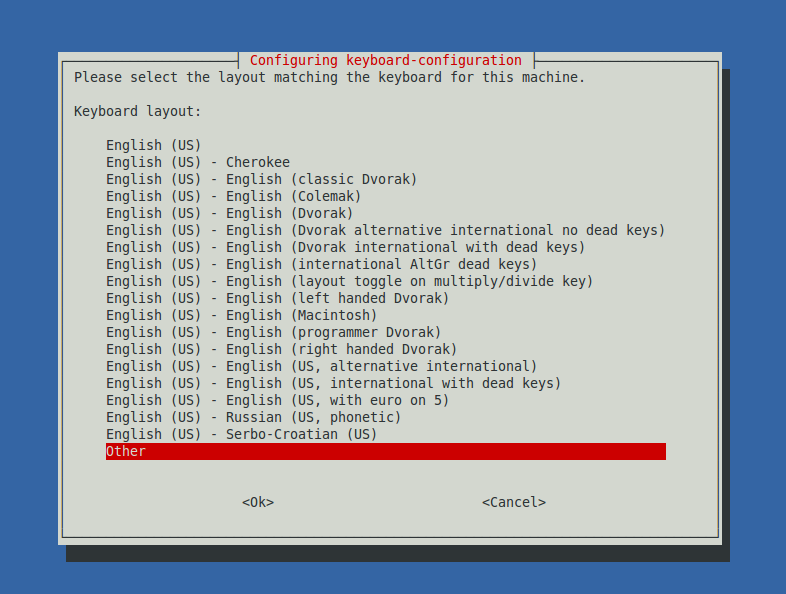 Configuring keyboard-configuration
Please select the layout matching the keyboard for this machine.
Keyboard layout:
English (US)
English (US) - Cherokee
English (US) - English (classic Dvorak)
English (US) - English (Colemak)
English (US) - English (Dvorak)
English (US) - English (Dvorak alternative international no dead keys)
English (US) - English (Dvorak international with dead keys)
English (US) - English (international AltGr dead keys)
English (US) - English (layout toggle on multiply/divide key)
English (US) - English (left handed Dvorak)
English (US) - English (Macintosh)
English (US) - English (programmer Dvorak)
English (US) - English (right handed Dvorak)
English (US) - English (US, alternative international)
English (US) - English (US, international with dead keys)
English (US) - English (US, with euro on 5)
English (US) - Russian (US, phonetic)
English (US) - Serbo-Croatian (US)
Other
<Ok> <Cancel>